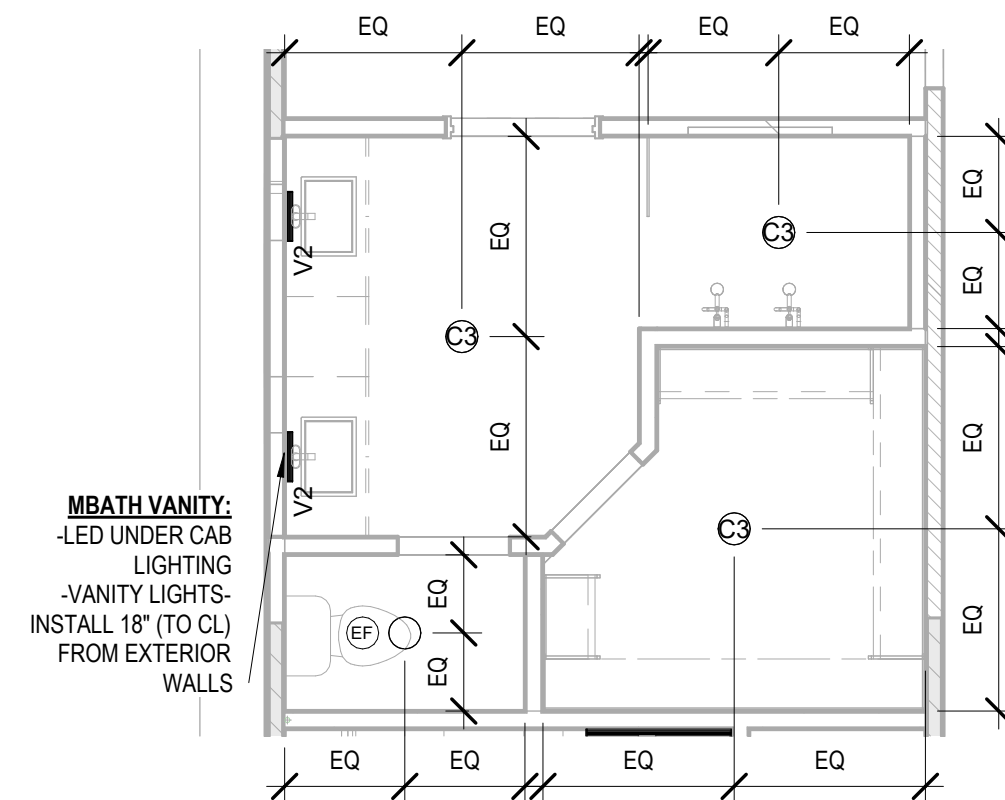 EQ
EQ
EQ
EQ
EQ
V2
EQ
C3
EQ
C3
EQ
EQ
V2
C3
MBATH VANITY:
-LED UNDER CAB
LIGHTING
-VANITY LIGHTS-
INSTALL 18" (TO CL)
FROM EXTERIOR
WALLS
EF
EQ
EQ
EQ
EQ
EQ
EQ
EQ
EQ